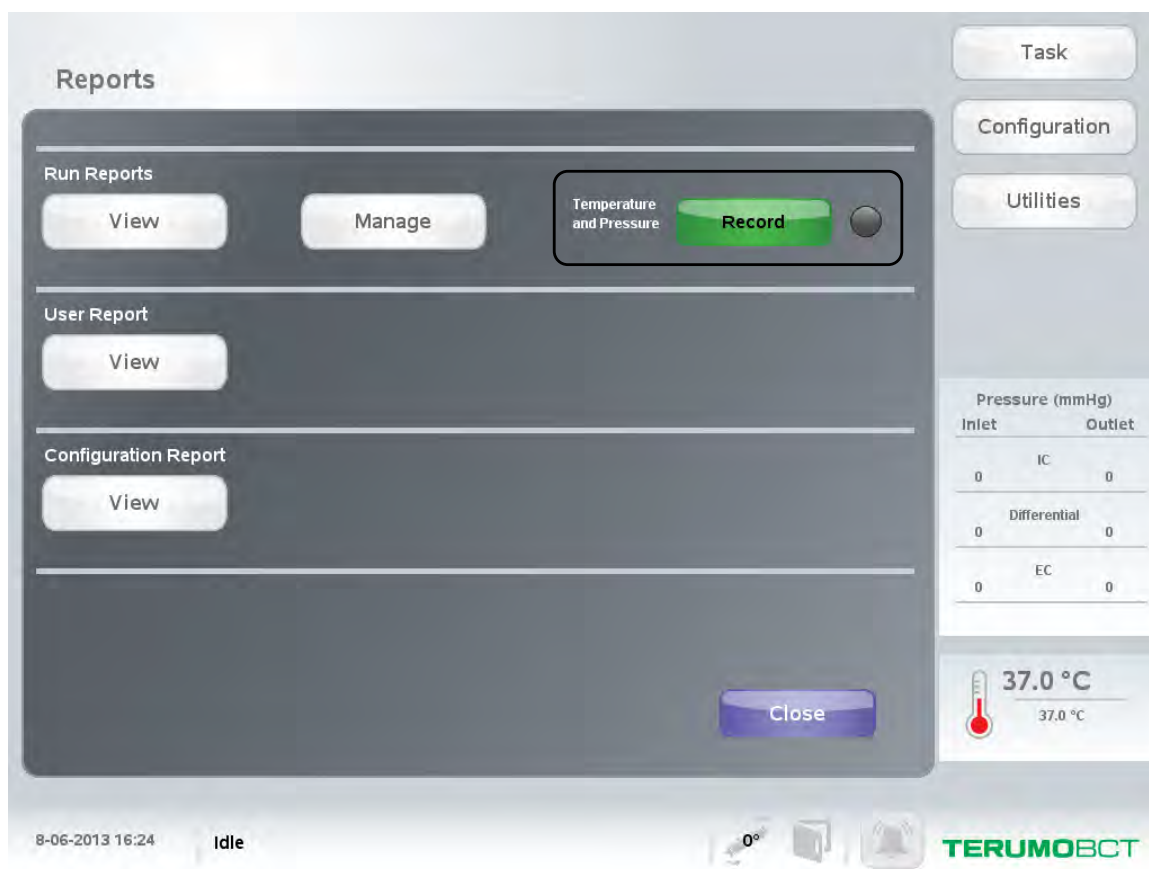 Reports
Task
Configuration
Utilities
Run Reports
View
Manage
Temperature
and Pressure
Record
User Report
View
Configuration Report
View
Close
Pressure (mmHg)
Inlet Outlet
IC
0 0
Differential
0 0
EC
0 0
37.0 °C
37.0 °C
8-06-2013 16:24
Idle
0°
TERUMOBCT